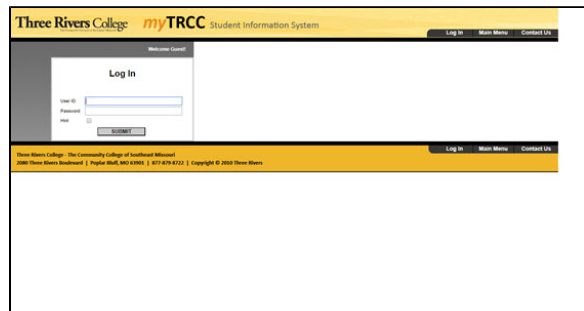 Three Rivers College myTRCC Student Information System
Log In Main Menu Contact Us
Welcome Guest!
Log In
User ID
Password
Hint
SUBMIT
Log In Main Menu Contact Us
Three Rivers College - The Community College of Southeast Missouri
2080 Three Rivers Boulevard | Poplar Bluff, MO 63901 | 877-879-8722 | Copyright © 2010 Three Rivers